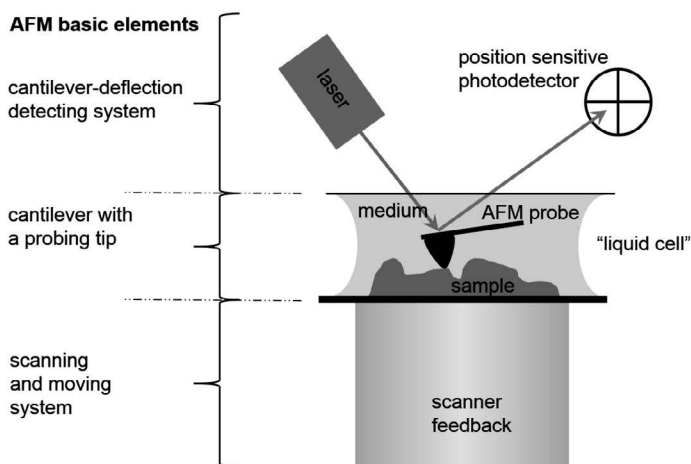 AFM basic elements
cantilever-deflection
detecting system
cantilever with
a probing tip
scanning
and moving
system
laser
position sensitive
photodetector
medium
AFM probe
"liquid cell"
sample
scanner
feedback